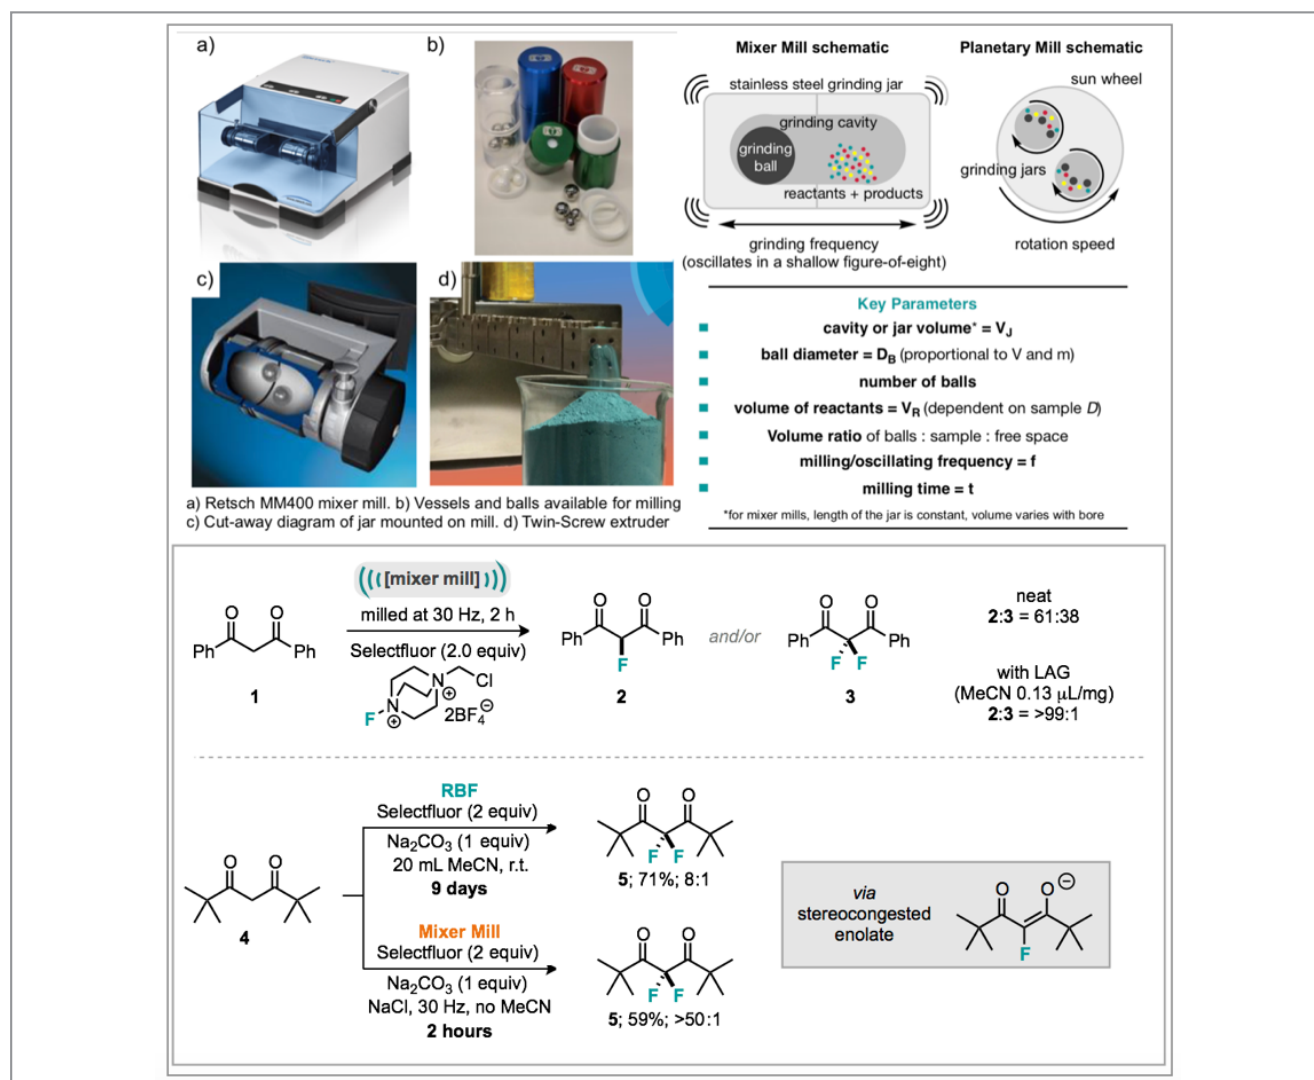 a)
b)
c)
d)
a) Retsch MM400 mixer mill. b) Vessels and balls available for milling
c) Cut-away diagram of jar mounted on mill. d) Twin-Screw extruder
Mixer Mill schematic
stainless steel grinding jar
grinding cavity
grinding
ball
reactants + products
grinding frequency
(oscillates in a shallow figure-of-eight)
Planetary Mill schematic
sun wheel
grinding jars
rotation speed
Key Parameters
cavity or jar volume* = VJ
ball diameter = DB (proportional to V and m)
number of balls
volume of reactants = VR (dependent on sample D)
Volume ratio of balls : sample : free space
milling/oscillating frequency = f
milling time = t
*for mixer mills, length of the jar is constant, volume varies with bore
O O
Ph Ph
1
((([mixer mill])))
milled at 30 Hz, 2 h
Selectfluor (2.0 equiv)
N Cl
⊕
F N
⊕
2BF4⊖
O O
Ph Ph
F
2
and/or
O O
Ph Ph
F F
3
neat
2:3 = 61:38
with LAG
(MeCN 0.13 μL/mg)
2:3 = >99:1
O O
4
RBF
Selectfluor (2 equiv)
Na2CO3 (1 equiv)
20 mL MeCN, r.t.
9 days
O O
F F
5; 71%; 8:1
Mixer Mill
Selectfluor (2 equiv)
Na2CO3 (1 equiv)
NaCl, 30 Hz, no MeCN
2 hours
O O
F F
5; 59%; >50:1
via
stereocongested
enolate
O O⊖
F